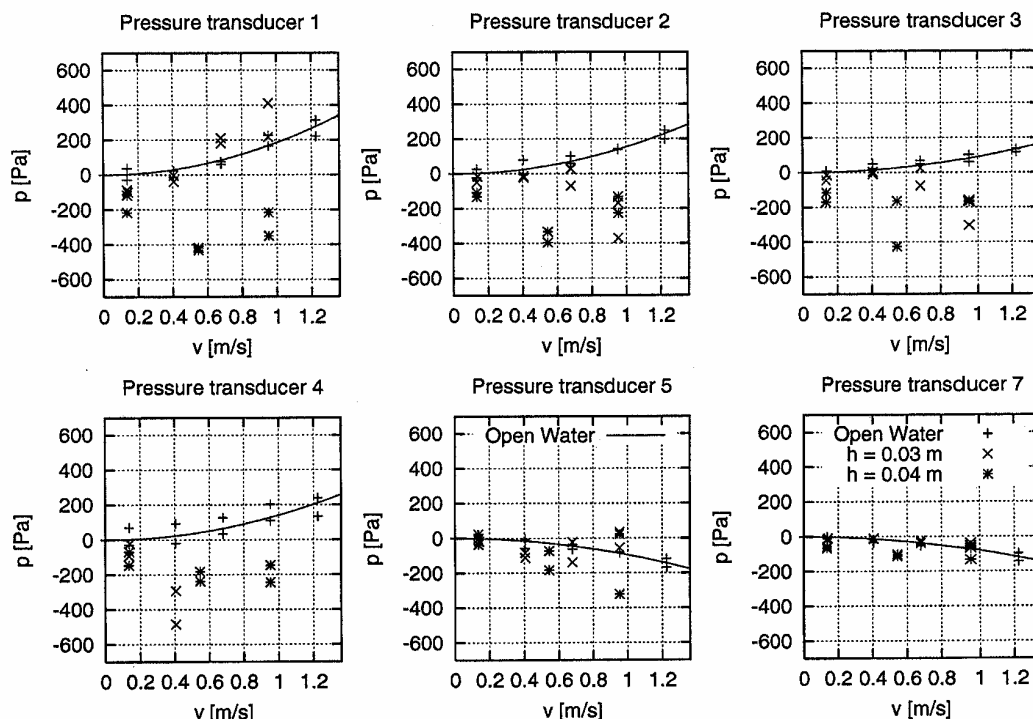 Pressure transducer 1
600
400
200
0
-200
-400
-600
p [Pa]
0 0.2 0.4 0.6 0.8 1 1.2
v [m/s]
Pressure transducer 2
600
400
200
0
-200
-400
-600
p [Pa]
0 0.2 0.4 0.6 0.8 1 1.2
v [m/s]
Pressure transducer 3
600
400
200
0
-200
-400
-600
p [Pa]
0 0.2 0.4 0.6 0.8 1 1.2
v [m/s]
Pressure transducer 4
600
400
200
0
-200
-400
-600
p [Pa]
0 0.2 0.4 0.6 0.8 1 1.2
v [m/s]
Pressure transducer 5
Open Water
600
400
200
0
-200
-400
-600
p [Pa]
0 0.2 0.4 0.6 0.8 1 1.2
v [m/s]
Pressure transducer 7
Open Water +
h = 0.03 m ×
h = 0.04 m ✱
600
400
200
0
-200
-400
-600
p [Pa]
0 0.2 0.4 0.6 0.8 1 1.2
v [m/s]